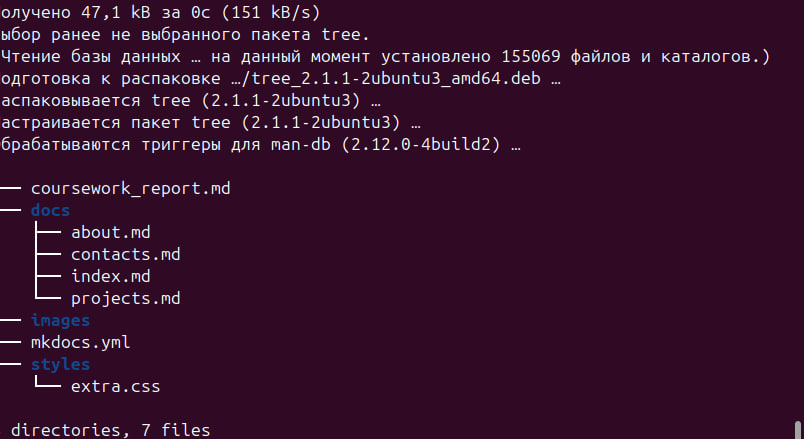 олучено 47,1 kB за 0с (151 kB/s)
ыбор ранее не выбранного пакета tree.
Чтение базы данных … на данный момент установлено 155069 файлов и каталогов.)
одготовка к распаковке …/tree_2.1.1-2ubuntu3_amd64.deb …
аспаковывается tree (2.1.1-2ubuntu3) …
астраивается пакет tree (2.1.1-2ubuntu3) …
брабатываются триггеры для man-db (2.12.0-4build2) …
── coursework_report.md
── docs
├── about.md
├── contacts.md
├── index.md
└── projects.md
── images
── mkdocs.yml
── styles
└── extra.css
directories, 7 files